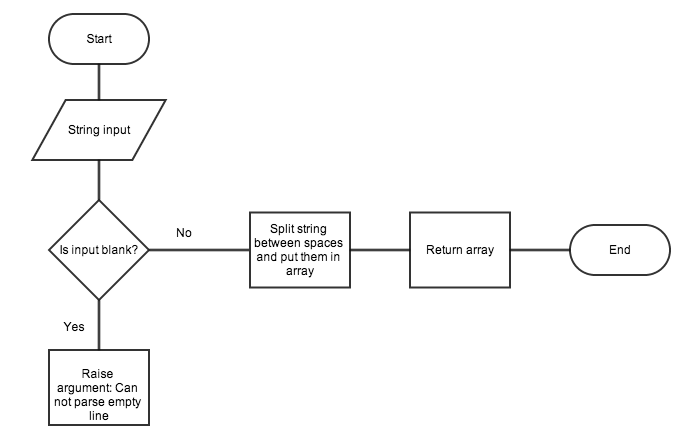 Start
String input
Is input blank?
No
Split string
between spaces
and put them in
array
Return array
End
Yes
Raise
argument: Can
not parse empty
line